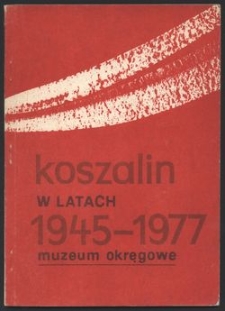 koszalin
W LATACH
1945-1977
muzeum okręgowe